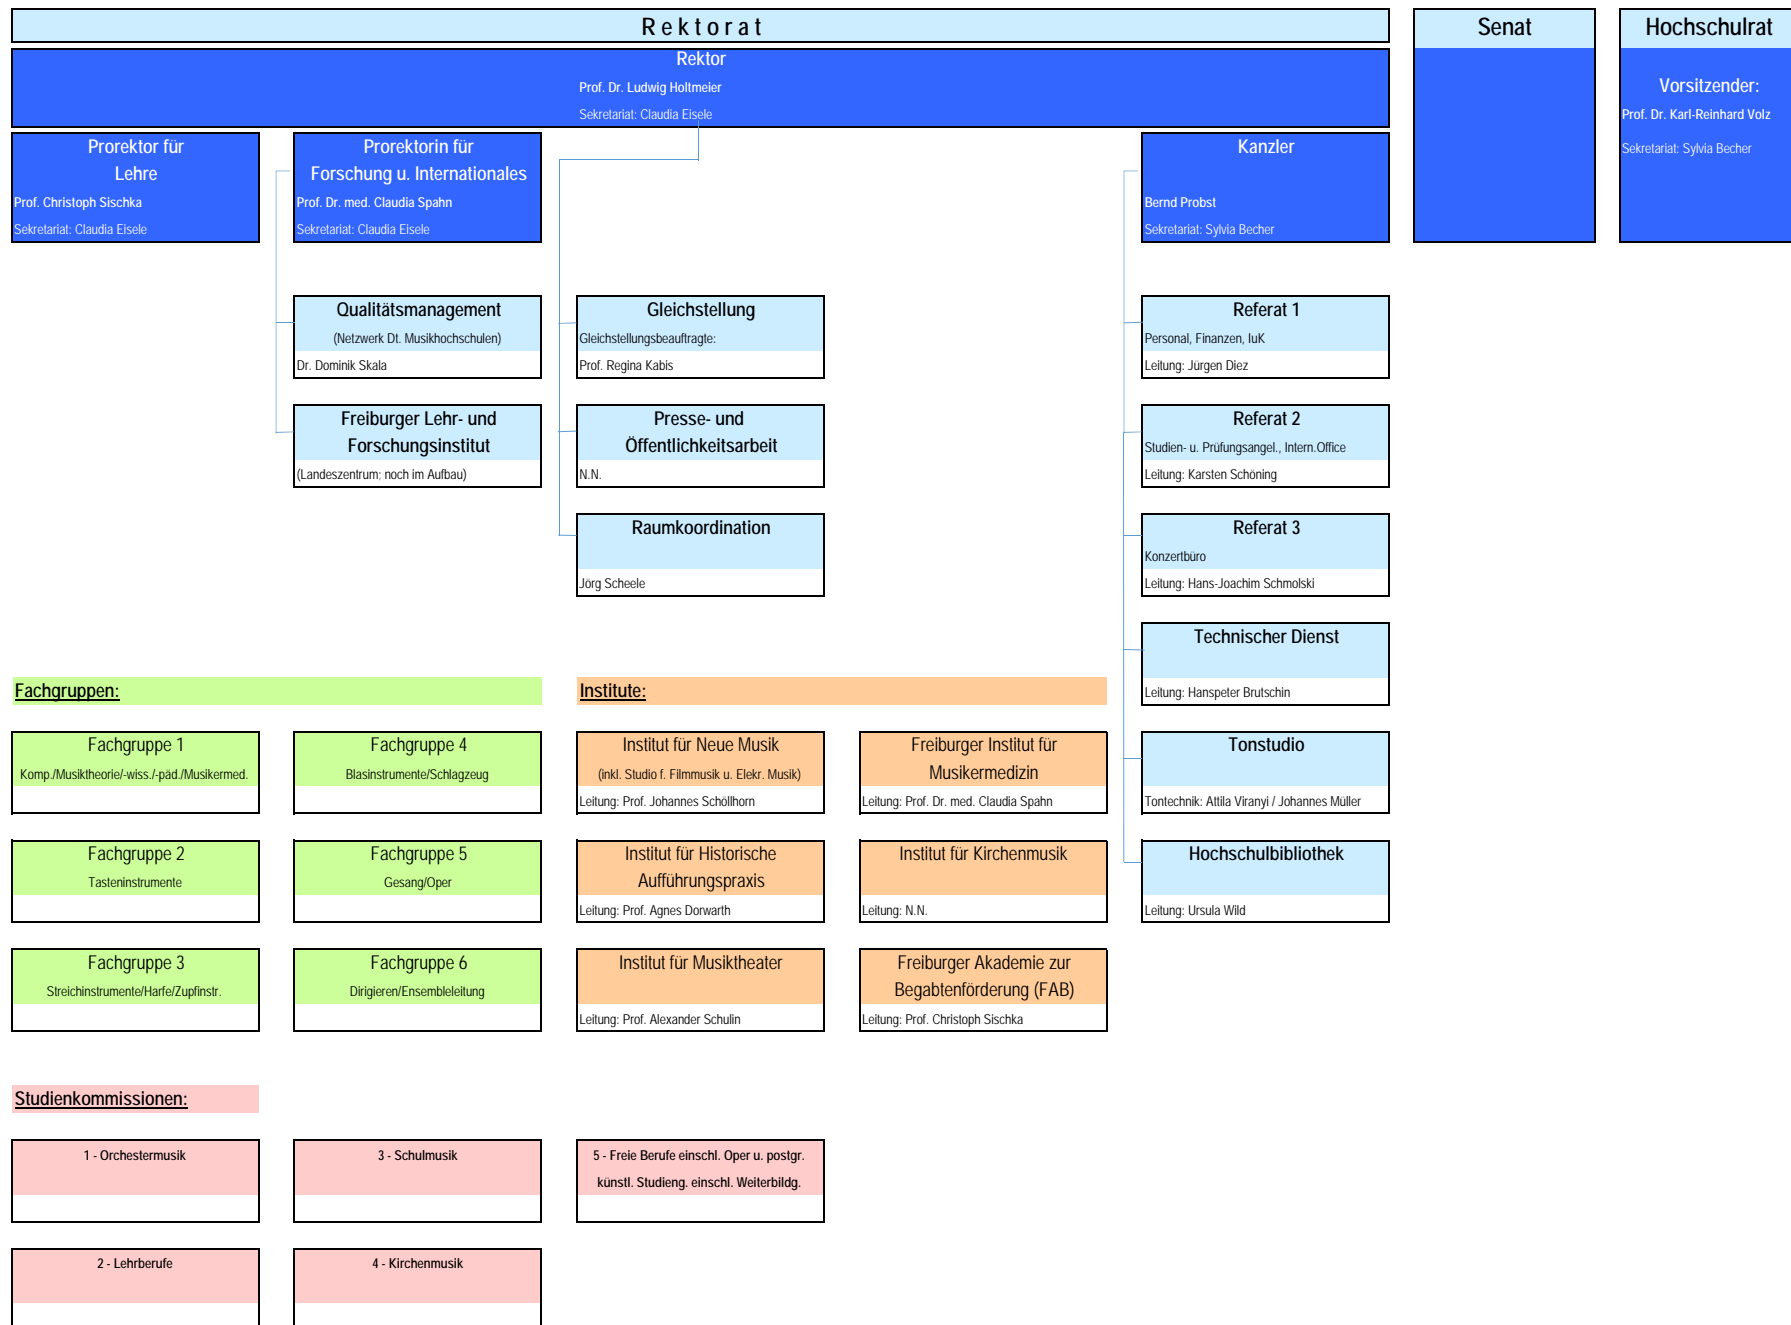 Rektorat
Senat
Hochschulrat
Rektor
Prof. Dr. Ludwig Holtmeier
Sekretariat: Claudia Eisele
Vorsitzender:
Prof. Dr. Karl-Reinhard Volz
Sekretariat: Sylvia Becher
Prorektor für
Lehre
Prof. Christoph Sischka
Sekretariat: Claudia Eisele
Prorektorin für
Forschung u. Internationales
Prof. Dr. med. Claudia Spahn
Sekretariat: Claudia Eisele
Kanzler
Bernd Probst
Sekretariat: Sylvia Becher
Qualitätsmanagement
(Netzwerk Dt. Musikhochschulen)
Dr. Dominik Skala
Gleichstellung
Gleichstellungsbeauftragte:
Prof. Regina Kabis
Referat 1
Personal, Finanzen, IuK
Leitung: Jürgen Diez
Freiburger Lehr- und
Forschungsinstitut
(Landeszentrum; noch im Aufbau)
Presse- und
Öffentlichkeitsarbeit
N.N.
Referat 2
Studien- u. Prüfungsangel., Intern.Office
Leitung: Karsten Schöning
Raumkoordination
Jörg Scheele
Referat 3
Konzertbüro
Leitung: Hans-Joachim Schmolski
Technischer Dienst
Leitung: Hanspeter Brutschin
Fachgruppen:
Institute:
Fachgruppe 1
Komp./Musiktheorie/-wiss./-päd./Musikermed.
Fachgruppe 4
Blasinstrumente/Schlagzeug
Institut für Neue Musik
(inkl. Studio f. Filmmusik u. Elekr. Musik)
Leitung: Prof. Johannes Schöllhorn
Freiburger Institut für
Musikermedizin
Leitung: Prof. Dr. med. Claudia Spahn
Tonstudio
Tontechnik: Attila Viranyi / Johannes Müller
Fachgruppe 2
Tasteninstrumente
Fachgruppe 5
Gesang/Oper
Institut für Historische
Aufführungspraxis
Leitung: Prof. Agnes Dorwarth
Institut für Kirchenmusik
Leitung: N.N.
Hochschulbibliothek
Leitung: Ursula Wild
Fachgruppe 3
Streichinstrumente/Harfe/Zupfinstr.
Fachgruppe 6
Dirigieren/Ensembleleitung
Institut für Musiktheater
Leitung: Prof. Alexander Schulin
Freiburger Akademie zur
Begabtenförderung (FAB)
Leitung: Prof. Christoph Sischka
Studienkommissionen:
1 - Orchestermusik
3 - Schulmusik
5 - Freie Berufe einschl. Oper u. postgr.
künstl. Studieng. einschl. Weiterbildg.
2 - Lehrberufe
4 - Kirchenmusik